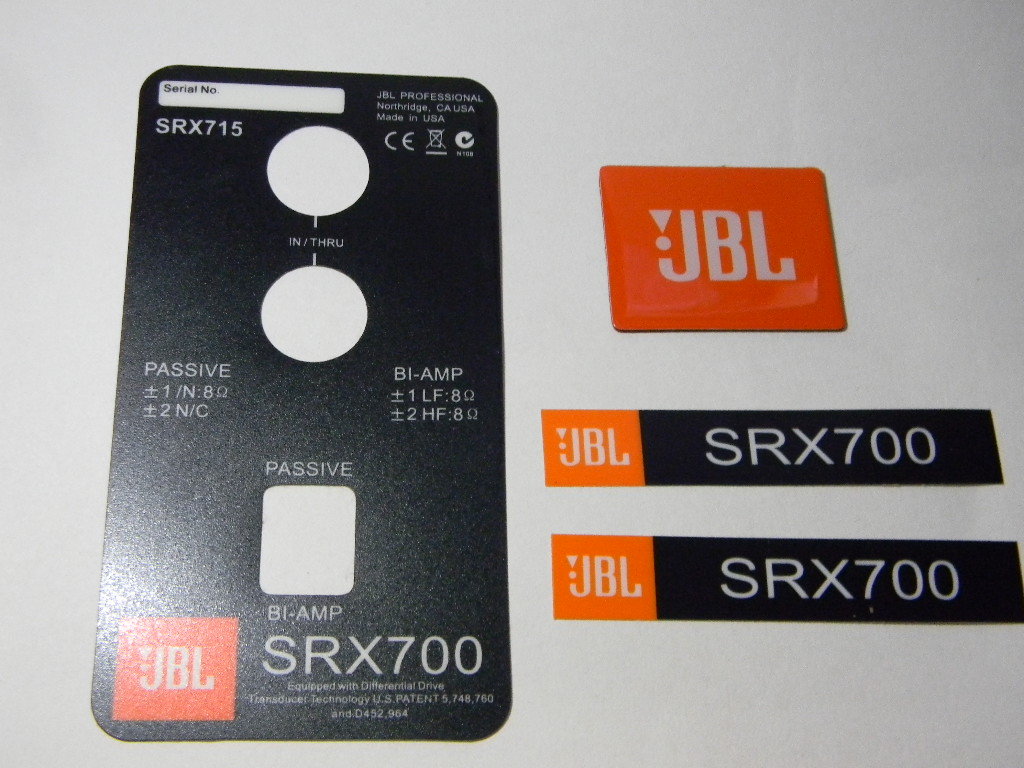 Serial No.
JBL PROFESSIONAL
Northridge, CA USA
Made in USA
SRX715
CE
N108
IN / THRU
PASSIVE
±1 /N:8Ω
±2 N/C
BI-AMP
±1 LF:8Ω
±2 HF:8Ω
PASSIVE
BI-AMP
JBL
SRX700
Equipped with Differential Drive
Transducer Technology U.S.PATENT 5,748,760
and.D452,964
JBL
JBL SRX700
JBL SRX700